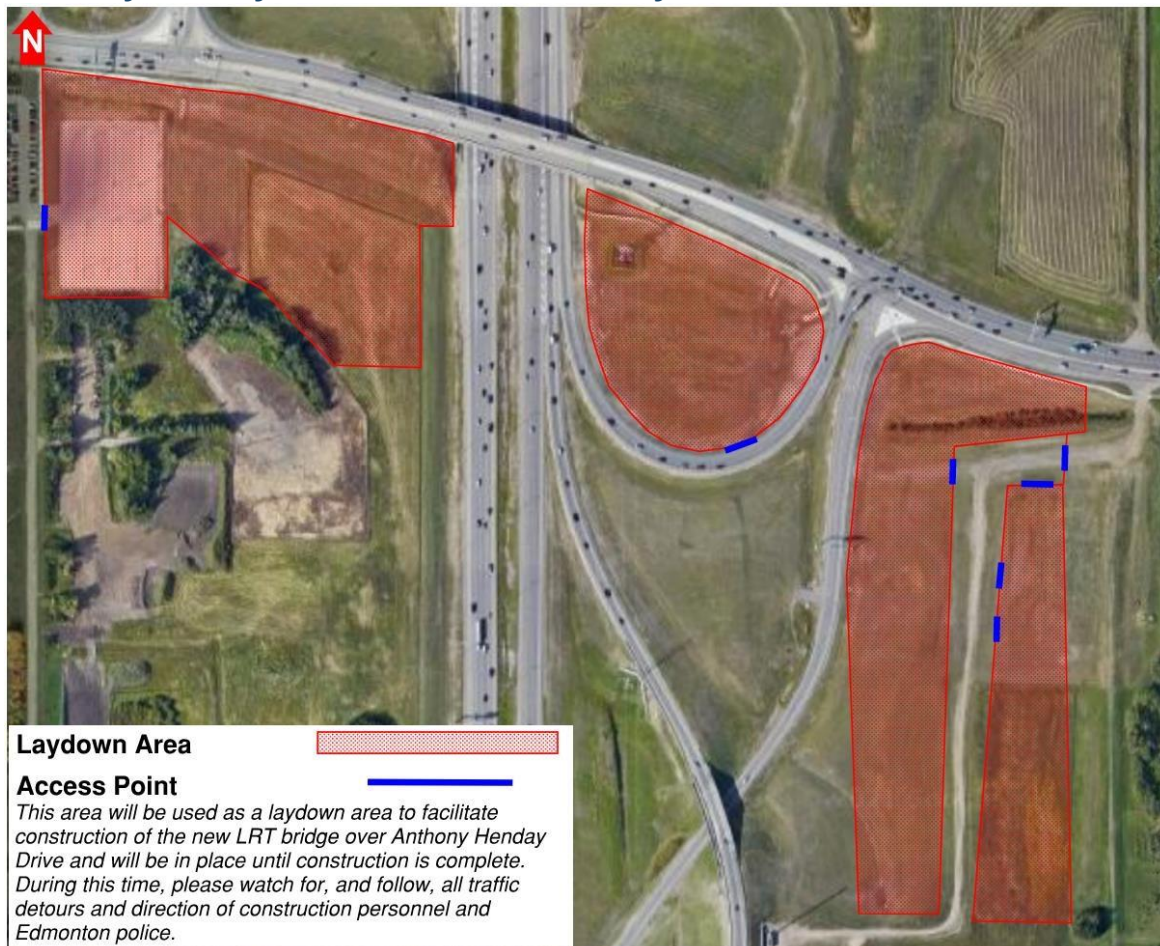 N
Laydown Area
Access Point
This area will be used as a laydown area to facilitate
construction of the new LRT bridge over Anthony Henday
Drive and will be in place until construction is complete.
During this time, please watch for, and follow, all traffic
detours and direction of construction personnel and
Edmonton police.